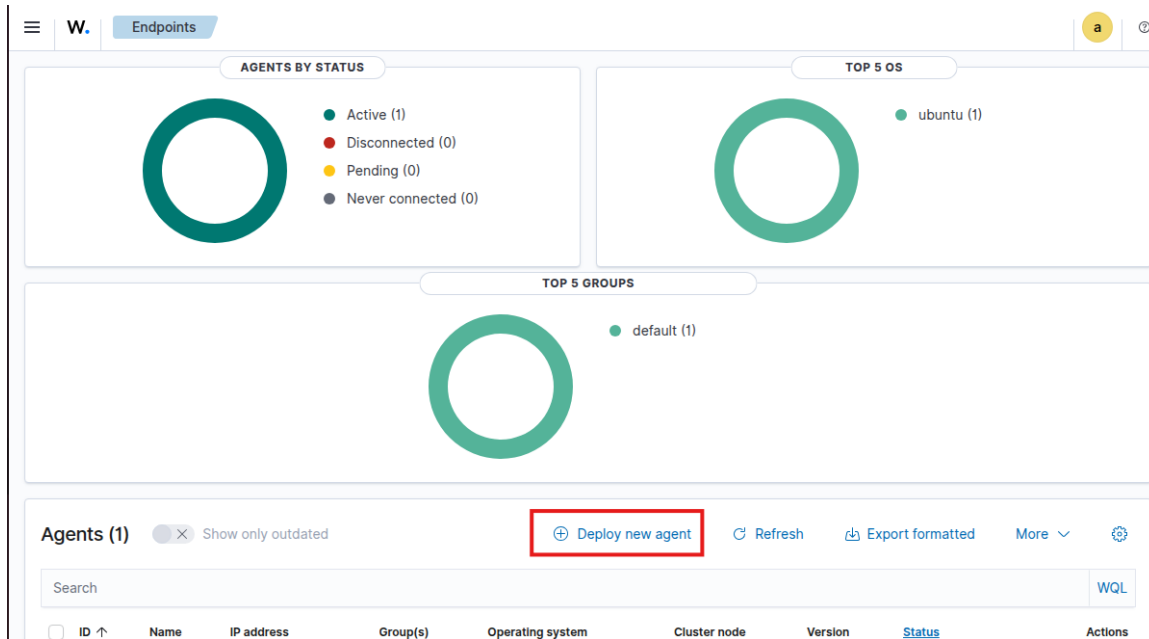 W. Endpoints a
AGENTS BY STATUS
Active (1)
Disconnected (0)
Pending (0)
Never connected (0)
TOP 5 OS
ubuntu (1)
TOP 5 GROUPS
default (1)
Agents (1) Show only outdated Deploy new agent Refresh Export formatted More
Search WQL
ID ↑ Name IP address Group(s) Operating system Cluster node Version Status Actions